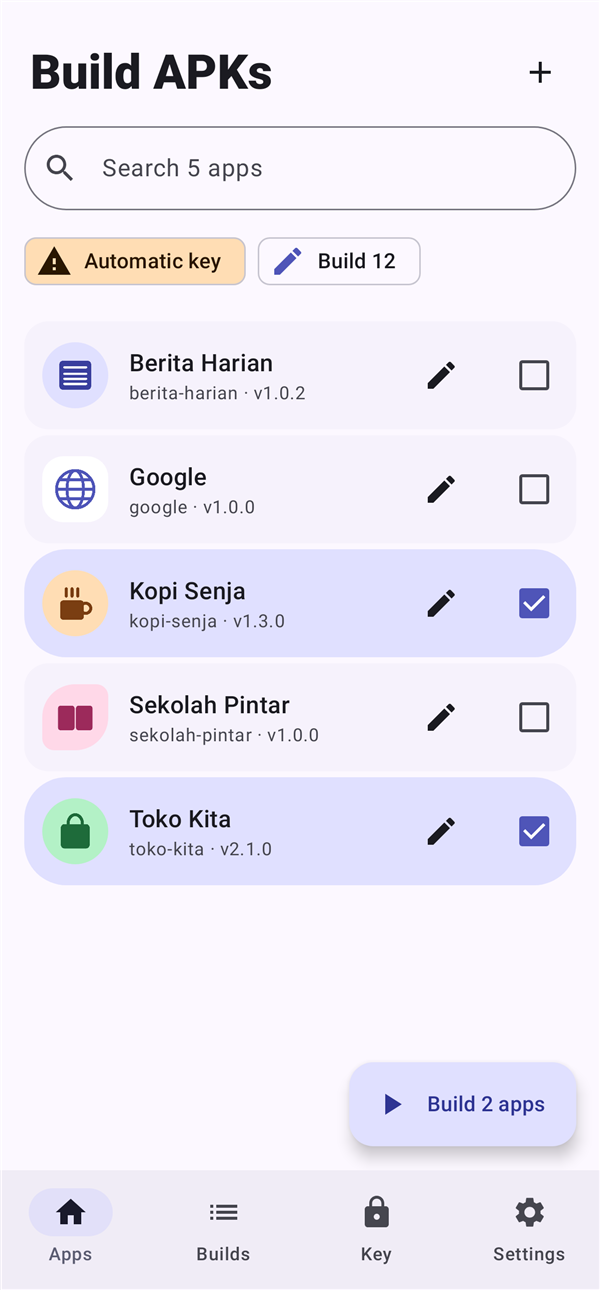 Build APKs
Search 5 apps
Automatic key
Build 12
Berita Harian
berita-harian · v1.0.2
Google
google · v1.0.0
Kopi Senja
kopi-senja · v1.3.0
Sekolah Pintar
sekolah-pintar · v1.0.0
Toko Kita
toko-kita · v2.1.0
Build 2 apps
Apps
Builds
Key
Settings